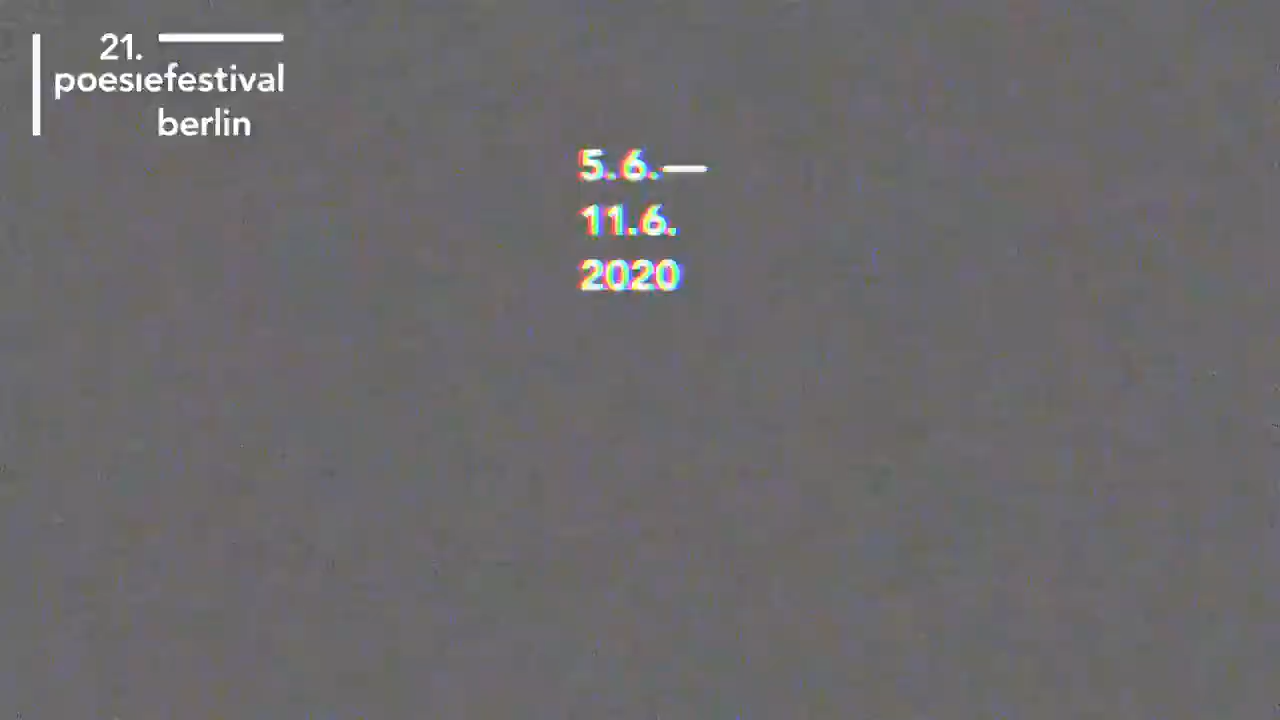 21.
poesiefestival
berlin
5.6.—
11.6.
2020